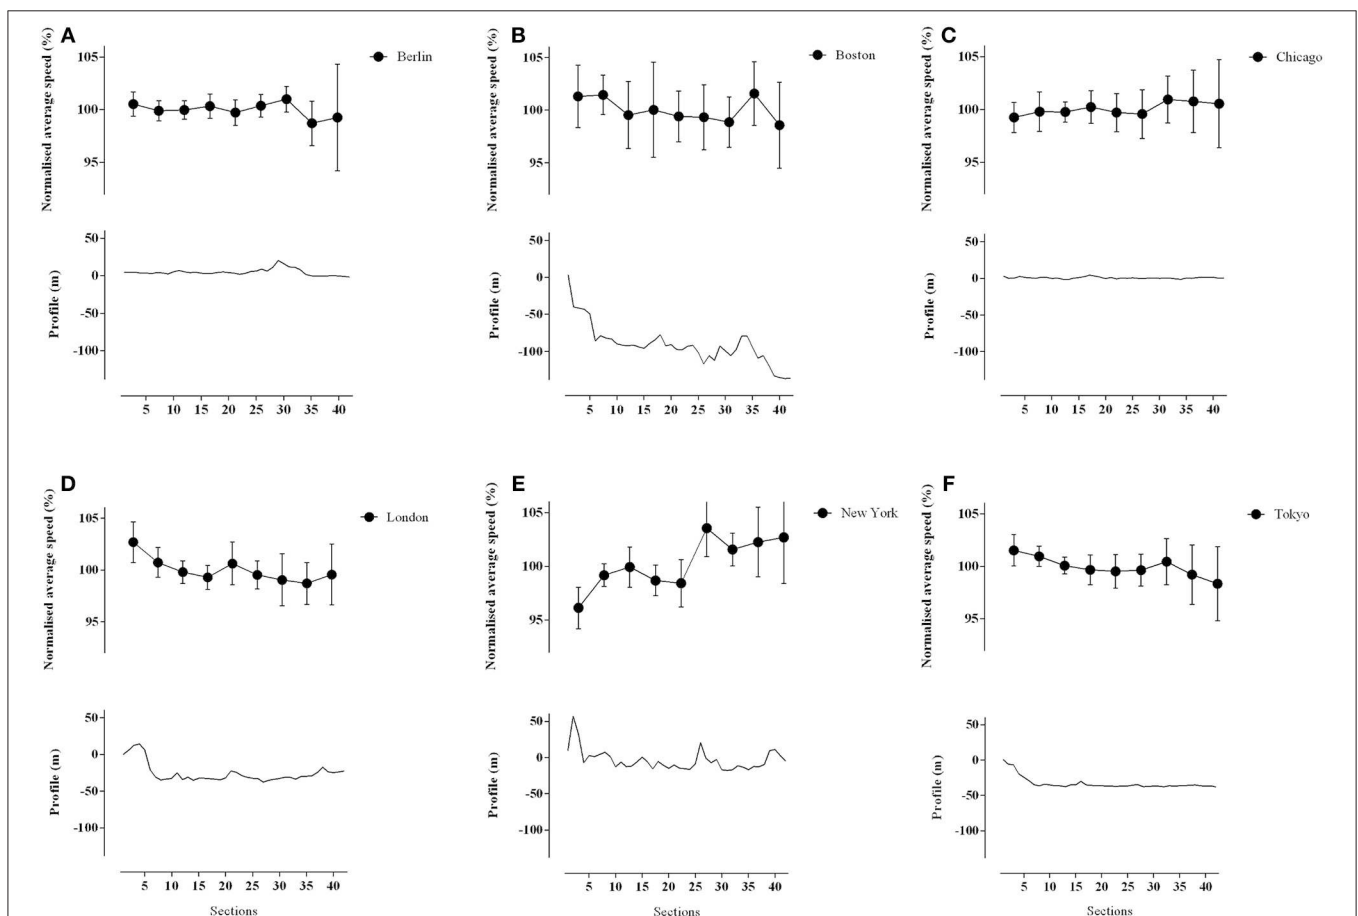 A
Normalised average speed (%)
105
100
95
Berlin
Profile (m)
50
0
-50
-100
5 10 15 20 25 30 35 40
B
Normalised average speed (%)
105
100
95
Boston
Profile (m)
50
0
-50
-100
5 10 15 20 25 30 35 40
C
Normalised average speed (%)
105
100
95
Chicago
Profile (m)
50
0
-50
-100
5 10 15 20 25 30 35 40
D
Normalised average speed (%)
105
100
95
London
Profile (m)
50
0
-50
-100
5 10 15 20 25 30 35 40
Sections
E
Normalised average speed (%)
105
100
95
New York
Profile (m)
50
0
-50
-100
5 10 15 20 25 30 35 40
Sections
F
Normalised average speed (%)
105
100
95
Tokyo
Profile (m)
50
0
-50
-100
5 10 15 20 25 30 35 40
Sections